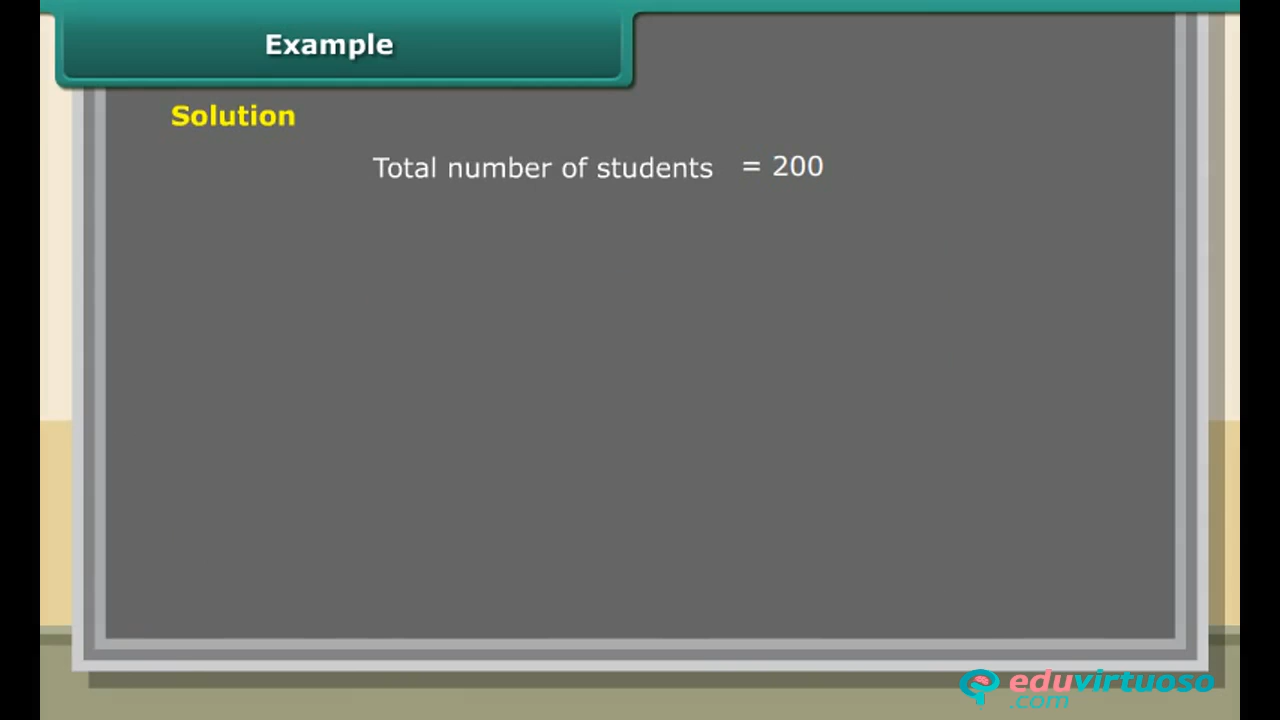 Example
Solution
Total number of students = 200
eduvirtuoso
.com